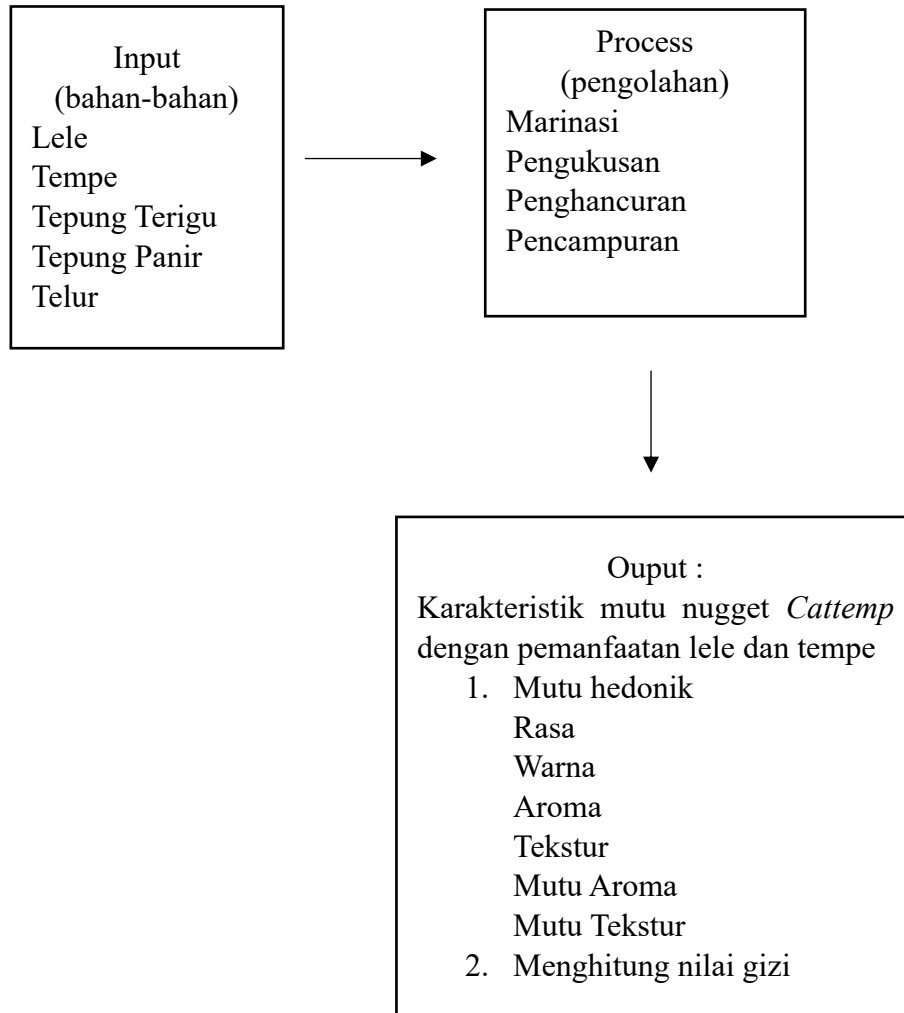 Input
(bahan-bahan)
Lele
Tempe
Tepung Terigu
Tepung Panir
Telur
Process
(pengolahan)
Marinasi
Pengukusan
Penghancuran
Pencampuran
Ouput :
Karakteristik mutu nugget Cattemp
dengan pemanfaatan lele dan tempe
1. Mutu hedonik
Rasa
Warna
Aroma
Tekstur
Mutu Aroma
Mutu Tekstur
2. Menghitung nilai gizi